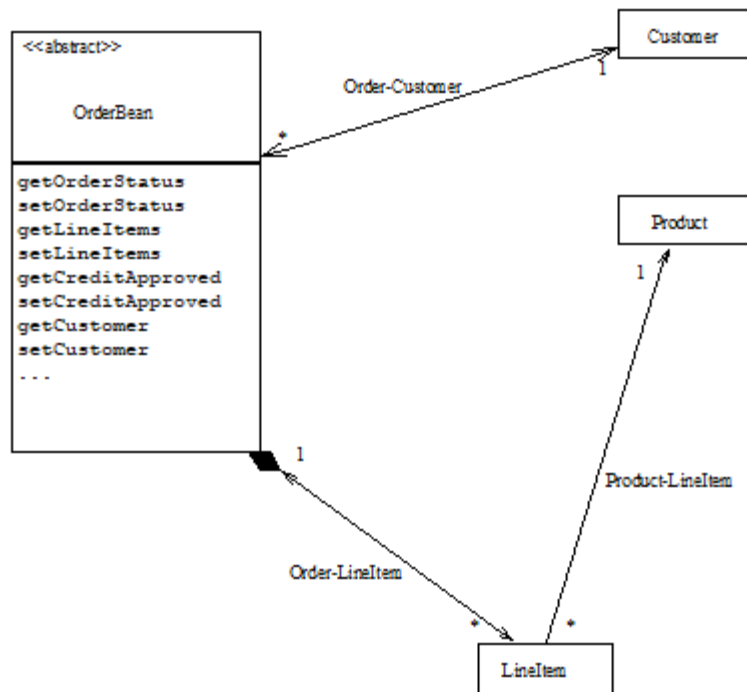 <<abstract>>
OrderBean
getOrderStatus
setOrderStatus
getLineItems
setLineItems
getCreditApproved
setCreditApproved
getCustomer
setCustomer
...
Customer
1
Order-Customer
*
Product
1
Product-LineItem
1
Order-LineItem
*
*
LineItem